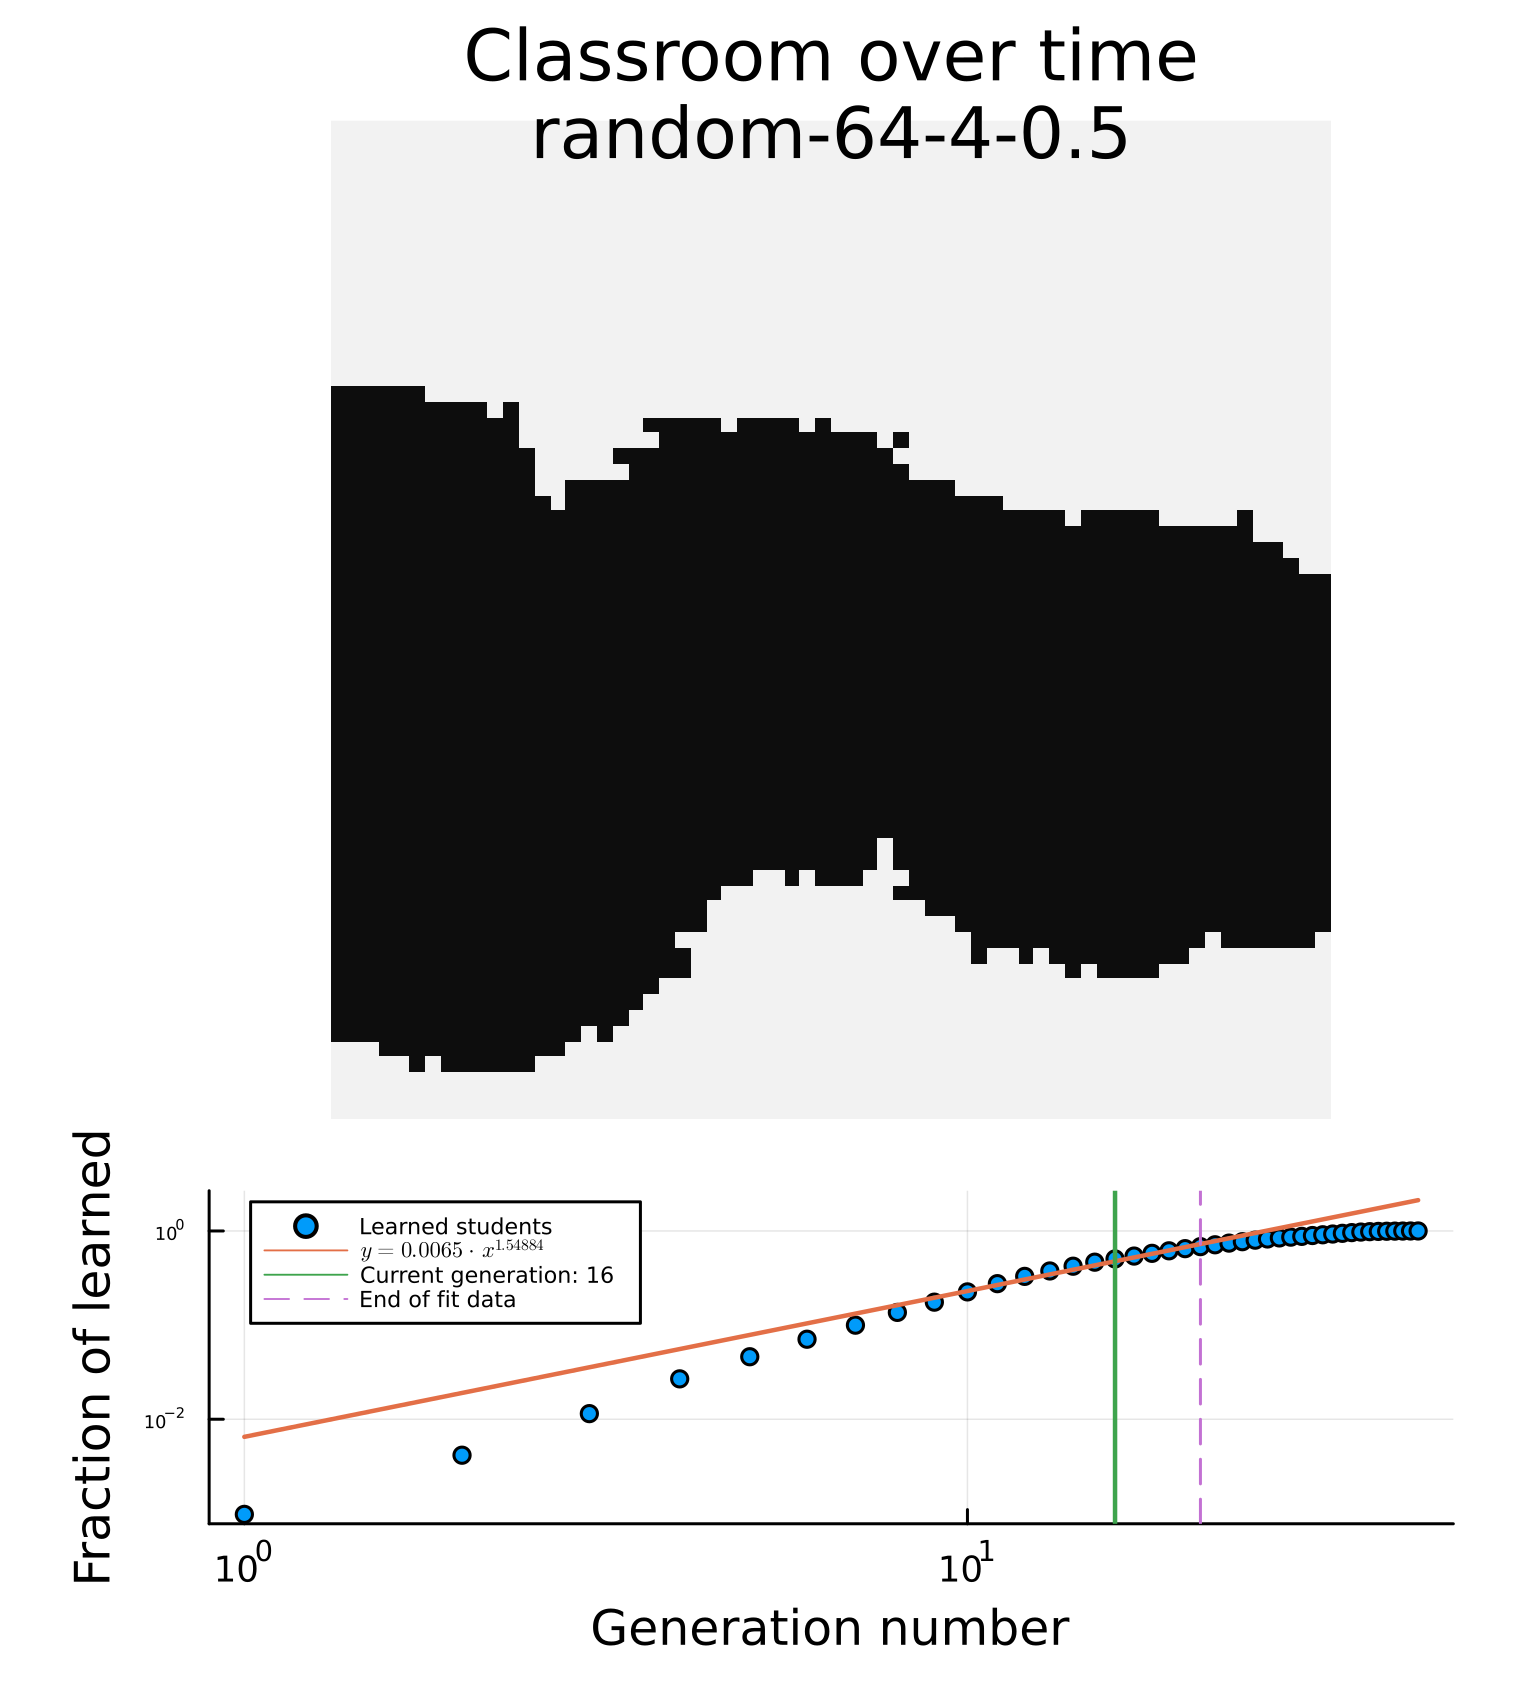 Classroom over time
random-64-4-0.5
Fraction of learned
10⁰
10⁻²
Learned students
y = 0.0065 · x^1.54884
Current generation: 16
End of fit data
10⁰
10¹
Generation number